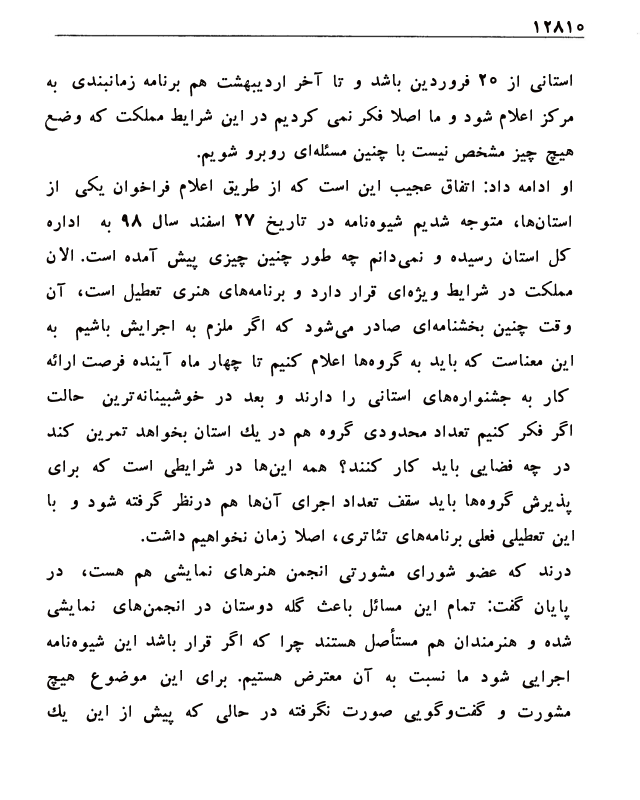 ۱۲۸۱۰
استانی از ۲۵ فروردین باشد و تا آخر اردیبهشت هم برنامه زمانبندی به
مرکز اعلام شود و ما اصلا فکر نمی کردیم در این شرایط مملکت که وضع
هیچ چیز مشخص نیست با چنین مسئله‌ای روبرو شویم.
او ادامه داد: اتفاق عجیب این است که از طریق اعلام فراخوان یکی از
استان‌ها، متوجه شدیم شیوه‌نامه در تاریخ ۲۷ اسفند سال ۹۸ به اداره
کل استان رسیده و نمی‌دانم چه طور چنین چیزی پیش آمده است. الان
مملکت در شرایط ویژه‌ای قرار دارد و برنامه‌های هنری تعطیل است، آن
وقت چنین بخشنامه‌ای صادر می‌شود که اگر ملزم به اجرایش باشیم به
این معناست که باید به گروه‌ها اعلام کنیم تا چهار ماه آینده فرصت ارائه
کار به جشنواره‌های استانی را دارند و بعد در خوشبینانه‌ترین حالت
اگر فکر کنیم تعداد محدودی گروه هم در یك استان بخواهد تمرین کند
در چه فضایی باید کار کنند؟ همه این‌ها در شرایطی است که برای
پذیرش گروه‌ها باید سقف تعداد اجرای آن‌ها هم درنظر گرفته شود و با
این تعطیلی فعلی برنامه‌های تئاتری، اصلا زمان نخواهیم داشت.
درند که عضو شورای مشورتی انجمن هنرهای نمایشی هم هست، در
پایان گفت: تمام این مسائل باعث گله دوستان در انجمن‌های نمایشی
شده و هنرمندان هم مستأصل هستند چرا که اگر قرار باشد این شیوه‌نامه
اجرایی شود ما نسبت به آن معترض هستیم. برای این موضوع هیچ
مشورت و گفت‌وگویی صورت نگرفته در حالی که پیش از این یك